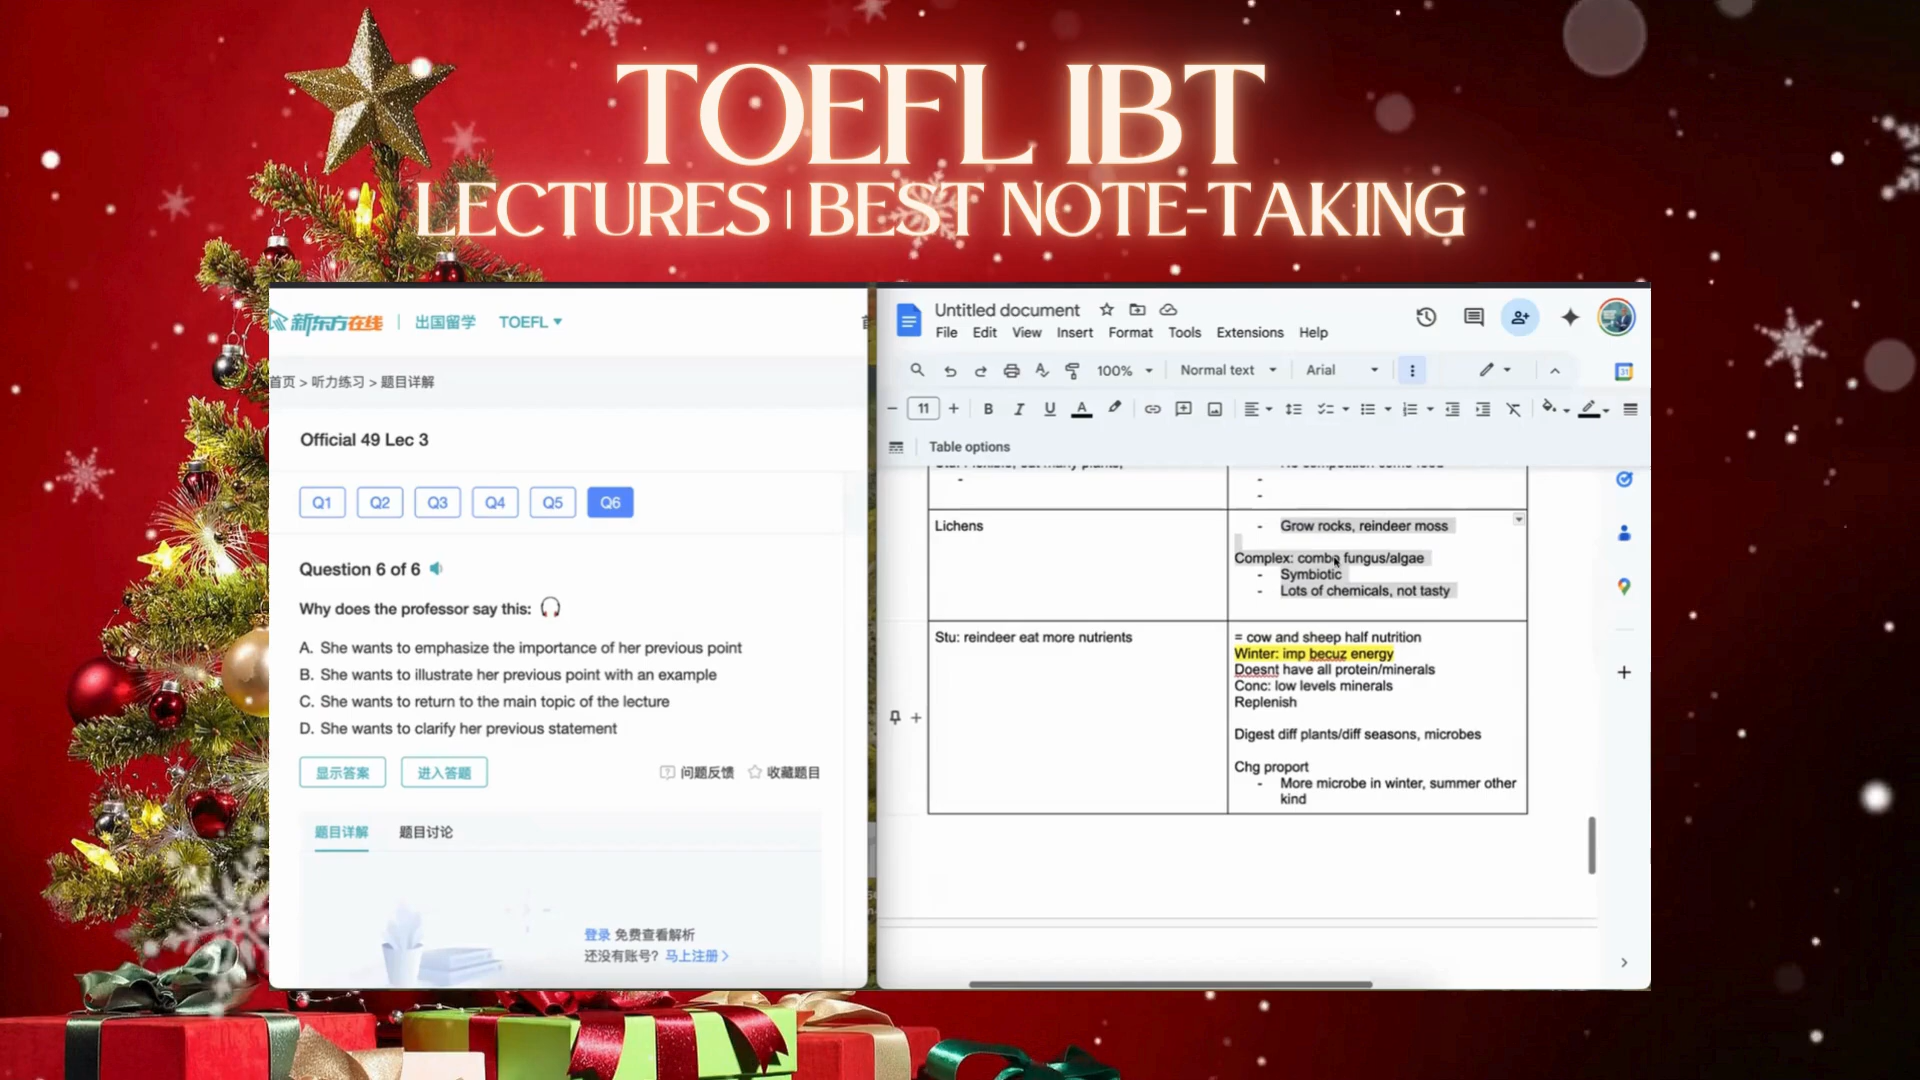 TOEFL IBT
LECTURES | BEST NOTE-TAKING
新东方在线 | 出国留学 TOEFL
首页 > 听力练习 > 题目详解
Official 49 Lec 3
Q1 Q2 Q3 Q4 Q5 Q6
Question 6 of 6
Why does the professor say this:
A. She wants to emphasize the importance of her previous point
B. She wants to illustrate her previous point with an example
C. She wants to return to the main topic of the lecture
D. She wants to clarify her previous statement
显示答案 进入答题 问题反馈 收藏题目
题目详解 题目讨论
登录 免费查看解析
还没有账号? 马上注册 >
Untitled document
File Edit View Insert Format Tools Extensions Help
100% Normal text Arial
31
− 11 + B I U A
Table options
-
-
-
Lichens
- Grow rocks, reindeer moss
Complex: combo fungus/algae
- Symbiotic
- Lots of chemicals, not tasty
Stu: reindeer eat more nutrients
= cow and sheep half nutrition
Winter: imp becuz energy
Doesnt have all protein/minerals
Conc: low levels minerals
Replenish
Digest diff plants/diff seasons, microbes
Chg proport
- More microbe in winter, summer other
kind